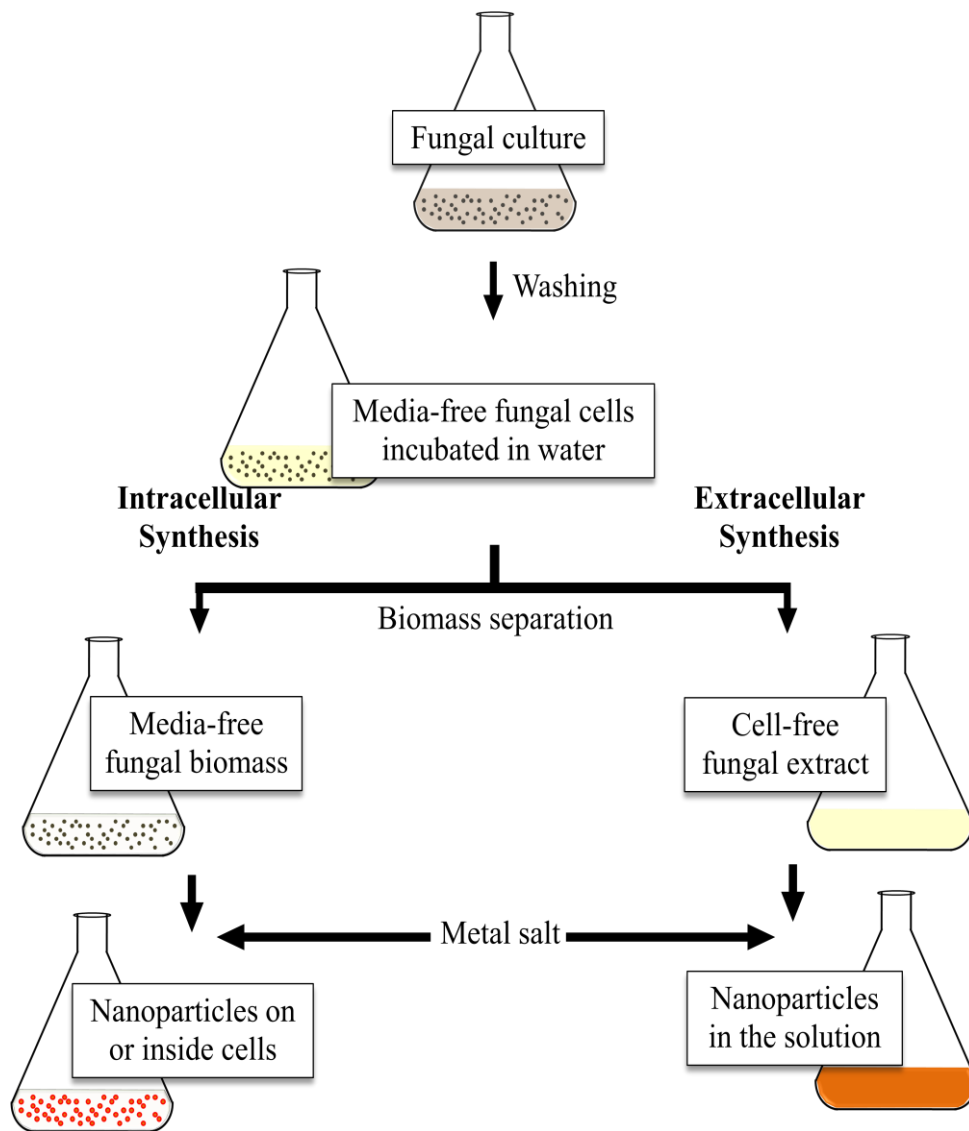 Fungal culture
Washing
Media-free fungal cells
incubated in water
Intracellular
Synthesis
Extracellular
Synthesis
Biomass separation
Media-free
fungal biomass
Cell-free
fungal extract
Metal salt
Nanoparticles on
or inside cells
Nanoparticles
in the solution